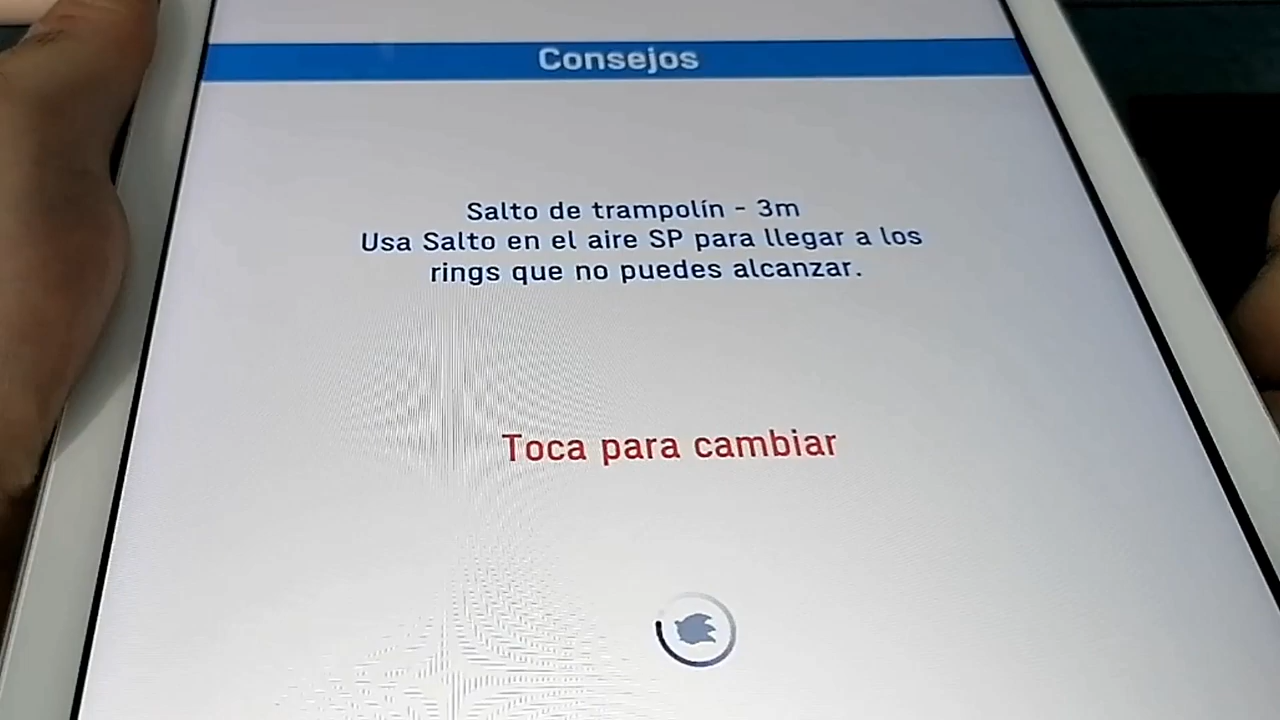 Consejos
Salto de trampolín - 3m
Usa Salto en el aire SP para llegar a los
rings que no puedes alcanzar.
Toca para cambiar